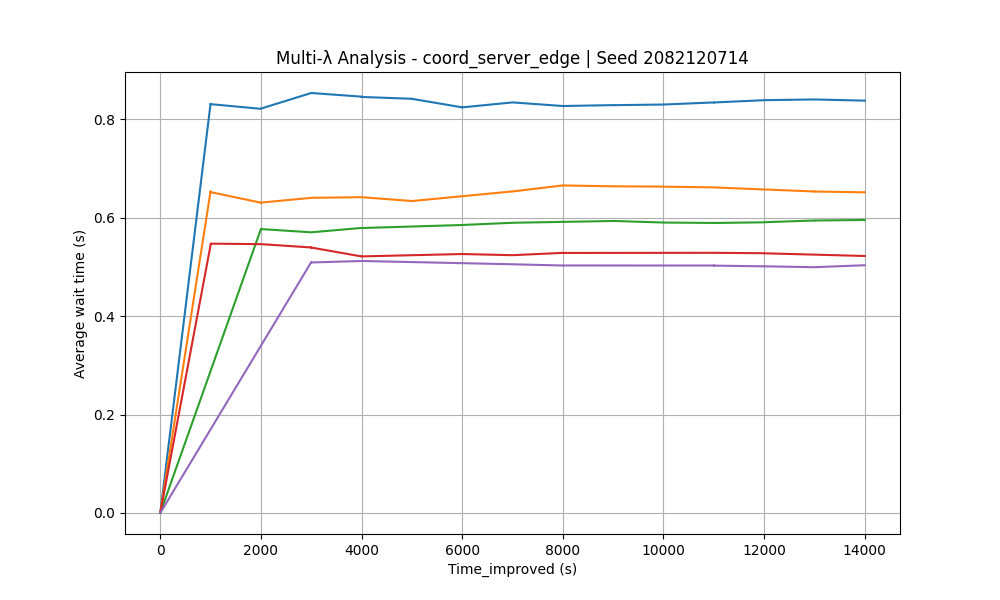 Multi-λ Analysis - coord_server_edge | Seed 2082120714
Average wait time (s)
0.8
0.6
0.4
0.2
0.0
0 2000 4000 6000 8000 10000 12000 14000
Time_improved (s)